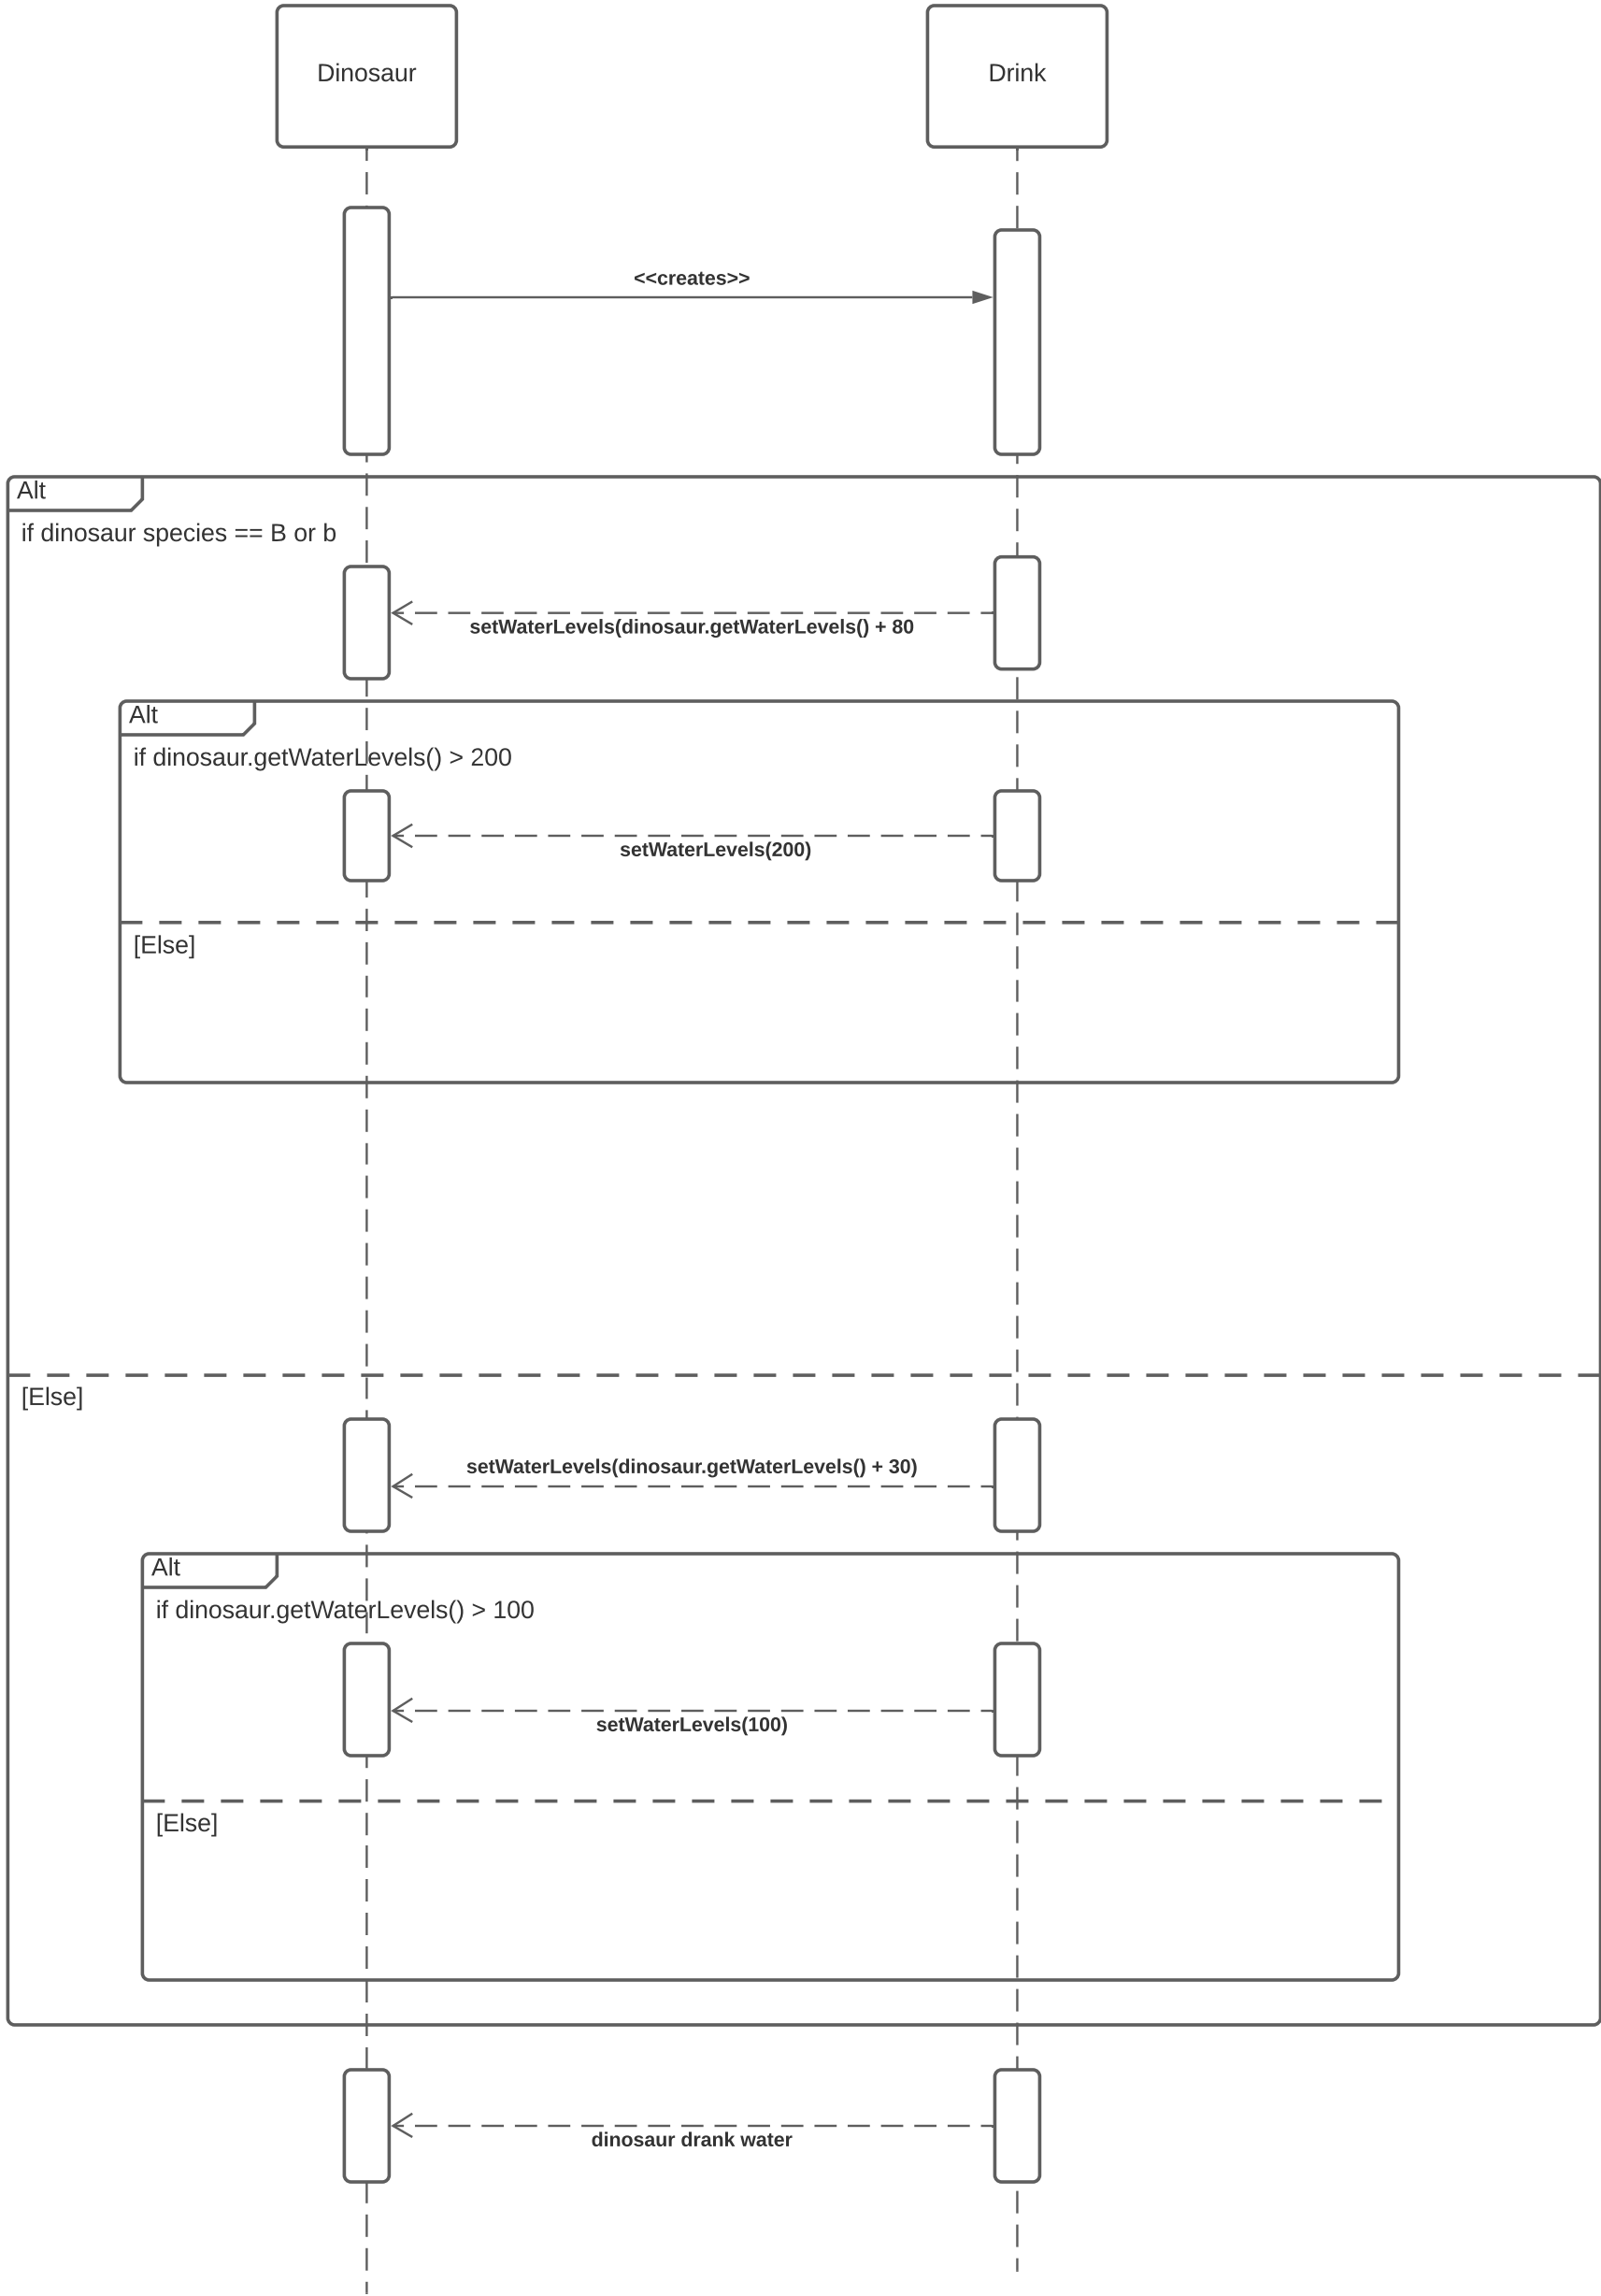 Dinosaur
Drink
<<creates>>
Alt
if dinosaur species == B or b
setWaterLevels(dinosaur.getWaterLevels() + 80
Alt
if dinosaur.getWaterLevels() > 200
setWaterLevels(200)
[Else]
[Else]
setWaterLevels(dinosaur.getWaterLevels() + 30)
Alt
if dinosaur.getWaterLevels() > 100
setWaterLevels(100)
[Else]
dinosaur drank water